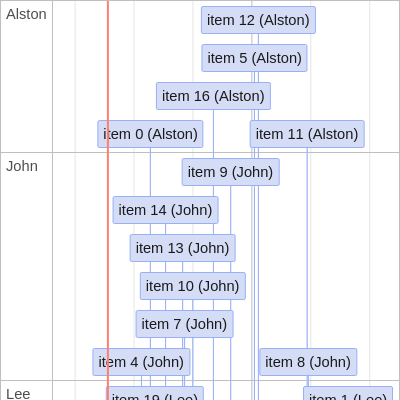 Alston
item 12 (Alston)
item 5 (Alston)
item 16 (Alston)
item 0 (Alston)
item 11 (Alston)
John
item 9 (John)
item 14 (John)
item 13 (John)
item 10 (John)
item 7 (John)
item 4 (John)
item 8 (John)
Lee
item 19 (Lee)
item 1 (Lee)